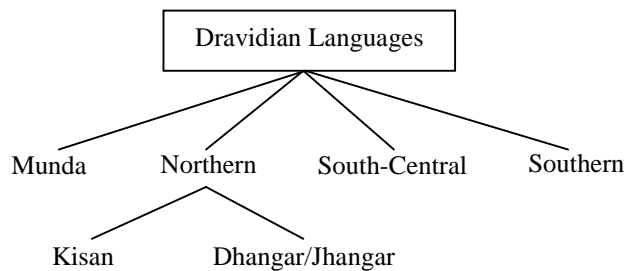 Dravidian Languages
Munda Northern South-Central Southern
Kisan Dhangar/Jhangar